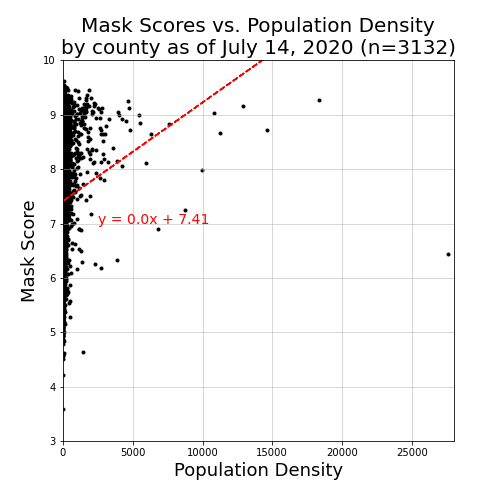 Mask Scores vs. Population Density
by county as of July 14, 2020 (n=3132)
10
9
8
7
6
5
4
3
Mask Score
y = 0.0x + 7.41
0 5000 10000 15000 20000 25000
Population Density